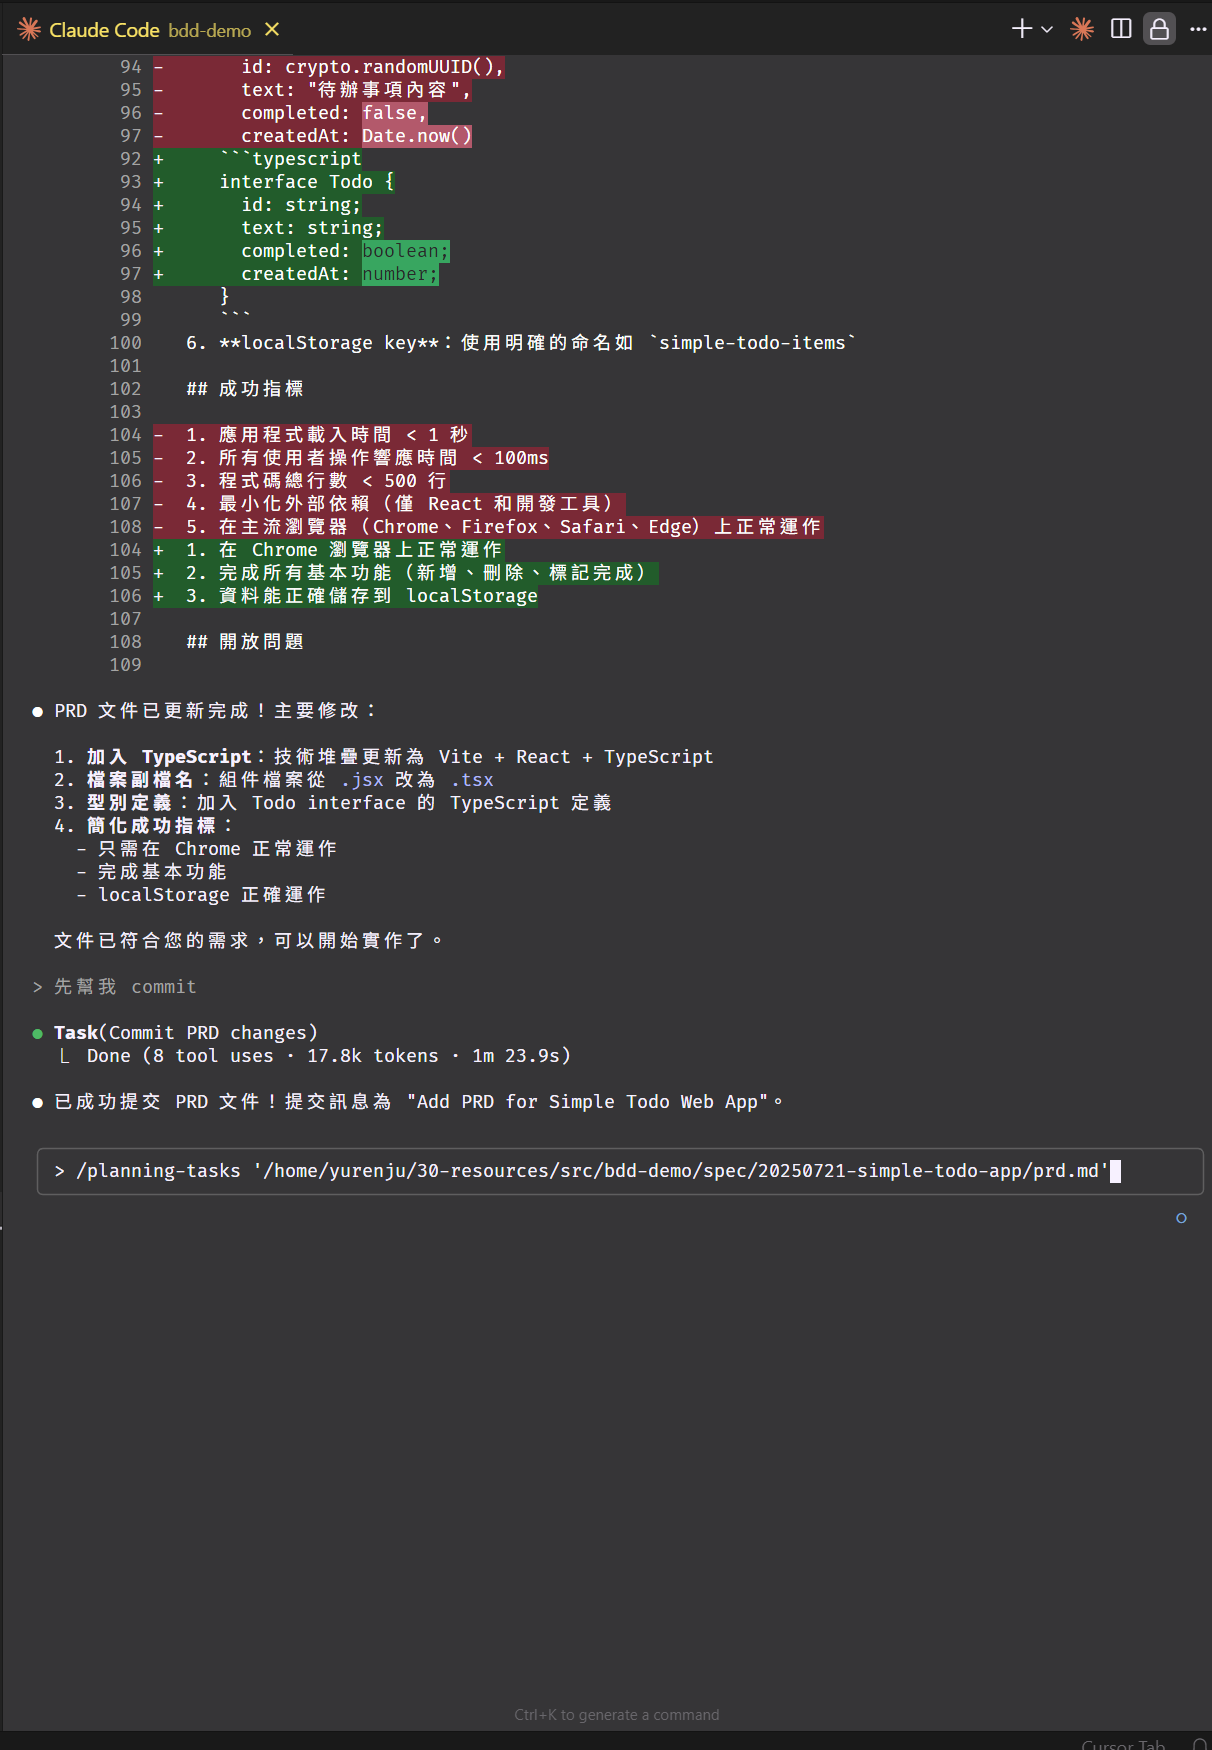 Claude Code bdd-demo
94 -       id: crypto.randomUUID(),
95 -       text: "待辦事項內容",
96 -       completed: false,
97 -       createdAt: Date.now()
92 +     ```typescript
93 +     interface Todo {
94 +       id: string;
95 +       text: string;
96 +       completed: boolean;
97 +       createdAt: number;
98       }
99       ```
100    6. **localStorage key**：使用明確的命名如 `simple-todo-items`
101
102    ## 成功指標
103
104 -  1. 應用程式載入時間 < 1 秒
105 -  2. 所有使用者操作響應時間 < 100ms
106 -  3. 程式碼總行數 < 500 行
107 -  4. 最小化外部依賴（僅 React 和開發工具）
108 -  5. 在主流瀏覽器（Chrome、Firefox、Safari、Edge）上正常運作
104 +  1. 在 Chrome 瀏覽器上正常運作
105 +  2. 完成所有基本功能（新增、刪除、標記完成）
106 +  3. 資料能正確儲存到 localStorage
107
108    ## 開放問題
109
● PRD 文件已更新完成！主要修改：
1. 加入 TypeScript：技術堆疊更新為 Vite + React + TypeScript
2. 檔案副檔名：組件檔案從 .jsx 改為 .tsx
3. 型別定義：加入 Todo interface 的 TypeScript 定義
4. 簡化成功指標：
- 只需在 Chrome 正常運作
- 完成基本功能
- localStorage 正確運作
文件已符合您的需求，可以開始實作了。
> 先幫我 commit
● Task(Commit PRD changes)
⎿ Done (8 tool uses · 17.8k tokens · 1m 23.9s)
● 已成功提交 PRD 文件！提交訊息為 "Add PRD for Simple Todo Web App"。
> /planning-tasks '/home/yurenju/30-resources/src/bdd-demo/spec/20250721-simple-todo-app/prd.md'
Ctrl+K to generate a command
Cursor Tab